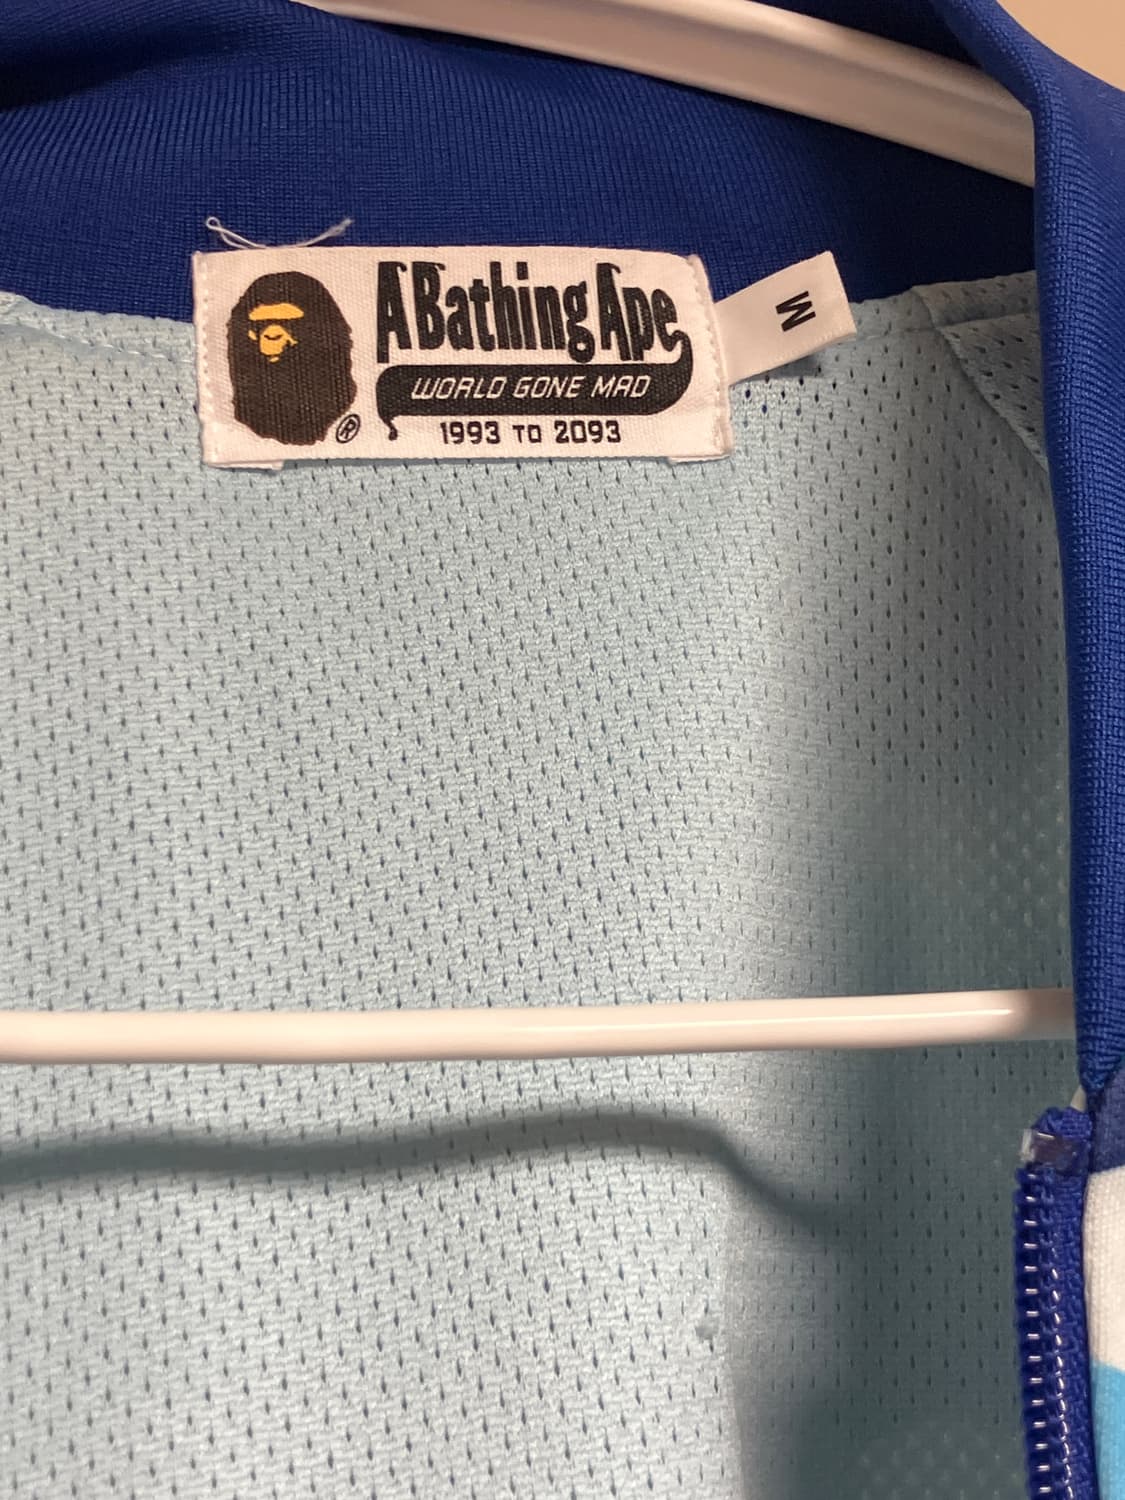 A Bathing Ape
WORLD GONE MAD
®
1993 TO 2093
M